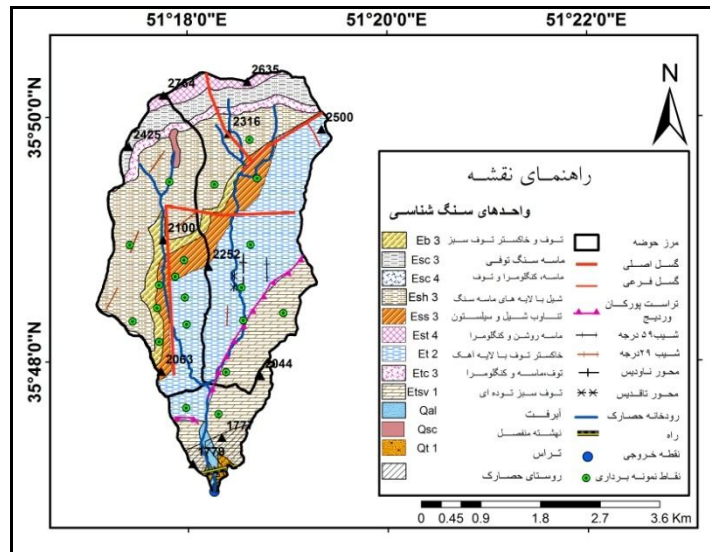 51°18'0"E 51°20'0"E 51°22'0"E
35°50'0"N
35°48'0"N
2764
2635
2500
2316
2425
2100
2252
2063
2044
1779
N
راهنمای نقشه
واحدهای سنگ شناسی
Eb 3 توف و خاکستر توف سبز
Esc 3 ماسه سنگ توفی
Esc 4 ماسه، کنگلومرا و توف
Esh 3 شیل با لایه های ماسه سنگ
Ess 3 تناوب شیل و سیلستون
Est 4 ماسه روشن و کنگلومرا
Et 2 خاکستر توف با لایه آهک
Etc 3 توف، ماسه و کنگلومرا
Etsv 1 توف سبز توده ای
Qal آبرفت
Qsc نهشته منفصل
Qt 1 تراس
روستای حصارک
مرز حوضه
گسل اصلی
گسل فرعی
تراست پورکان
وردیج
شیب ۵۹ درجه
شیب ۲۹ درجه
محور ناودیس
محور تاقدیس
رودخانه حصارک
راه
نقطه خروجی
نقاط نمونه برداری
0 0.45 0.9 1.8 2.7 3.6 Km